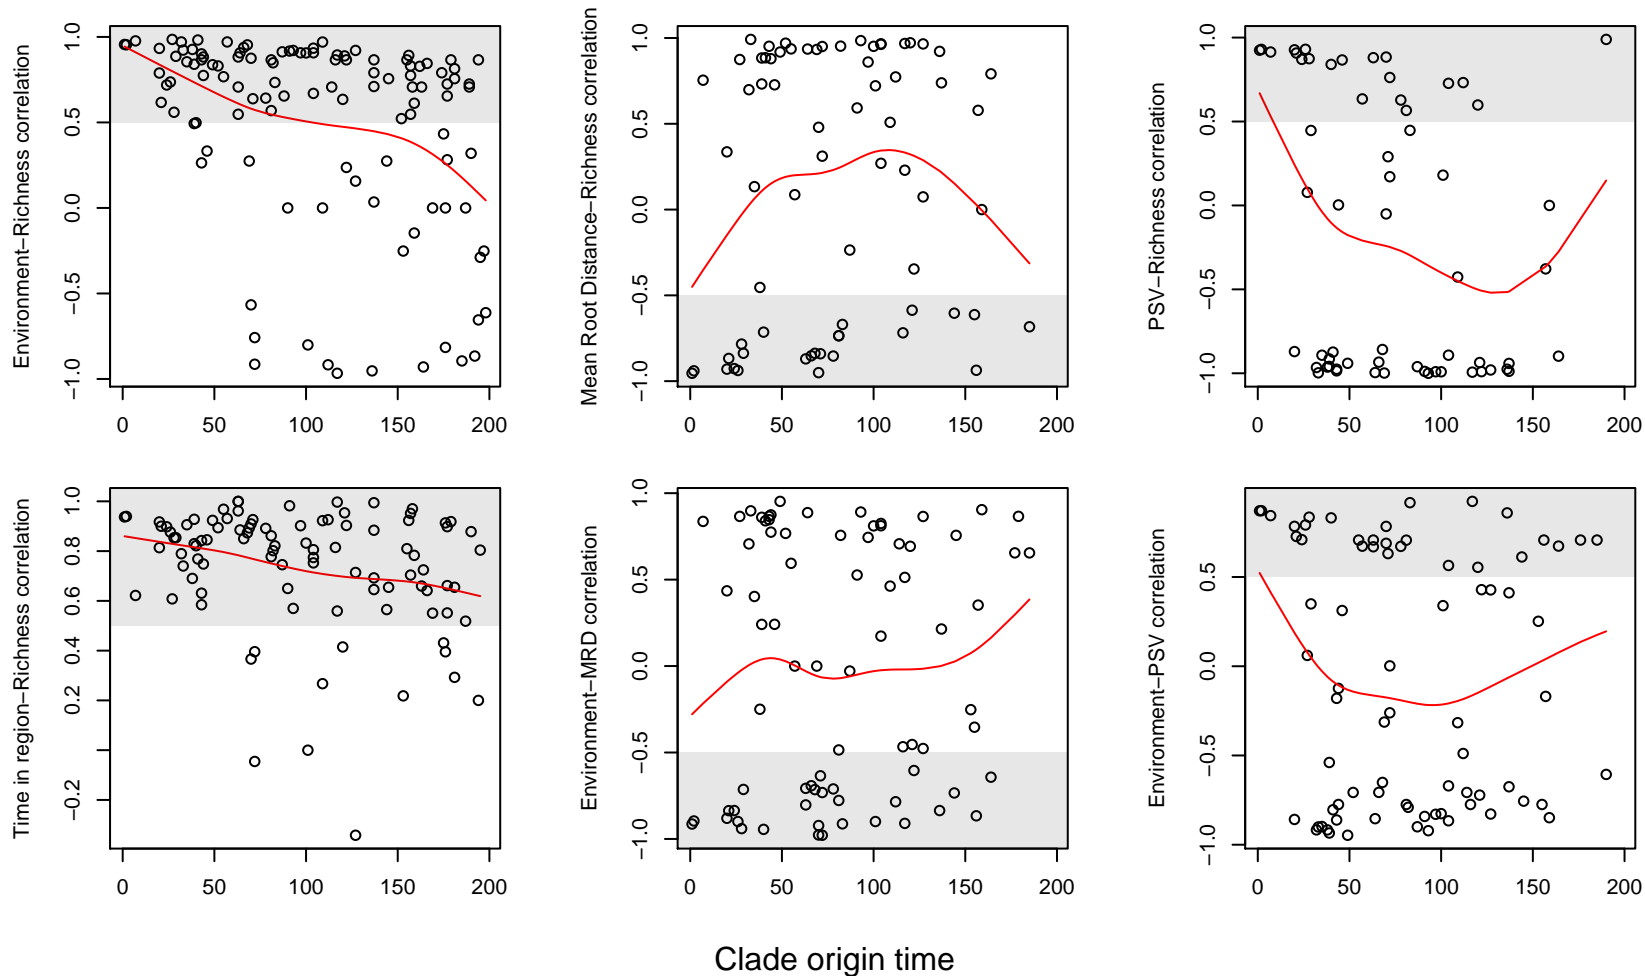 Environment–Richness correlation
1.0
0.5
0.0
−0.5
−1.0
0 50 100 150 200
Mean Root Distance–Richness correlation
1.0
0.5
0.0
−0.5
−1.0
0 50 100 150 200
PSV–Richness correlation
1.0
0.5
0.0
−0.5
−1.0
0 50 100 150 200
Time in region–Richness correlation
1.0
0.8
0.6
0.4
0.2
−0.2
0 50 100 150 200
Environment–MRD correlation
1.0
0.5
0.0
−0.5
−1.0
0 50 100 150 200
Environment–PSV correlation
0.5
0.0
−0.5
−1.0
0 50 100 150 200
Clade origin time